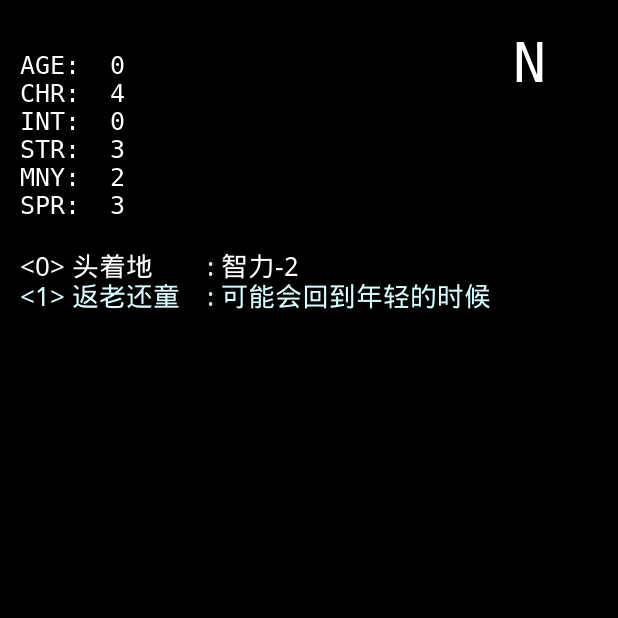 N
AGE: 0
CHR: 4
INT: 0
STR: 3
MNY: 2
SPR: 3
<0> 头着地 : 智力-2
<1> 返老还童 : 可能会回到年轻的时候